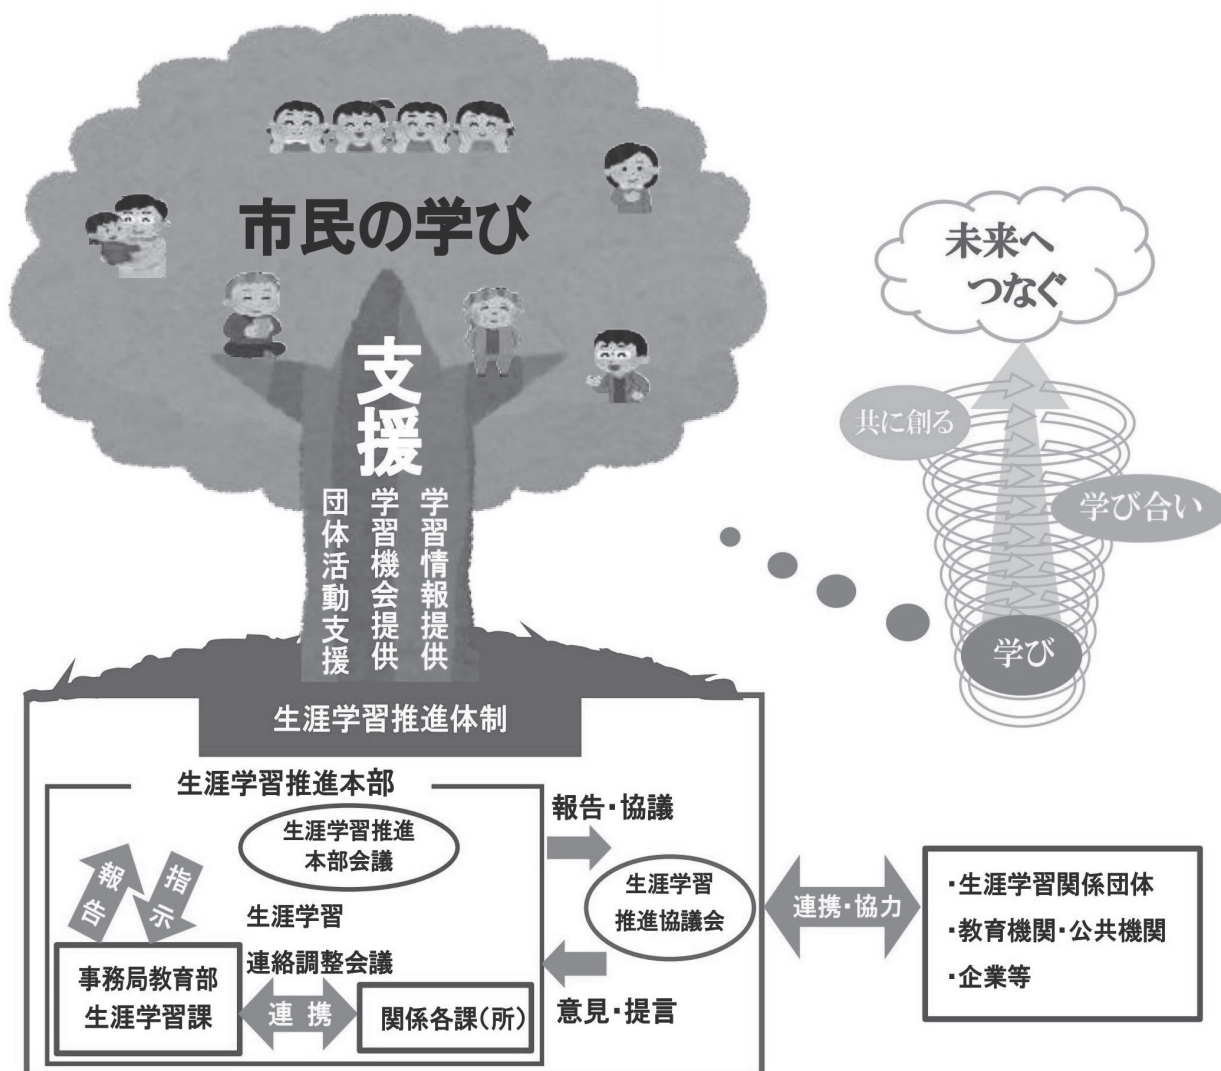 市民の学び
支援
団体活動支援
学習機会提供
学習情報提供
未来へ
つなぐ
共に創る
学び合い
学び
生涯学習推進体制
生涯学習推進本部
生涯学習推進
本部会議
報告
指示
生涯学習
連絡調整会議
事務局教育部
生涯学習課
連携
関係各課(所)
報告・協議
生涯学習
推進協議会
意見・提言
連携・協力
・生涯学習関係団体
・教育機関・公共機関
・企業等